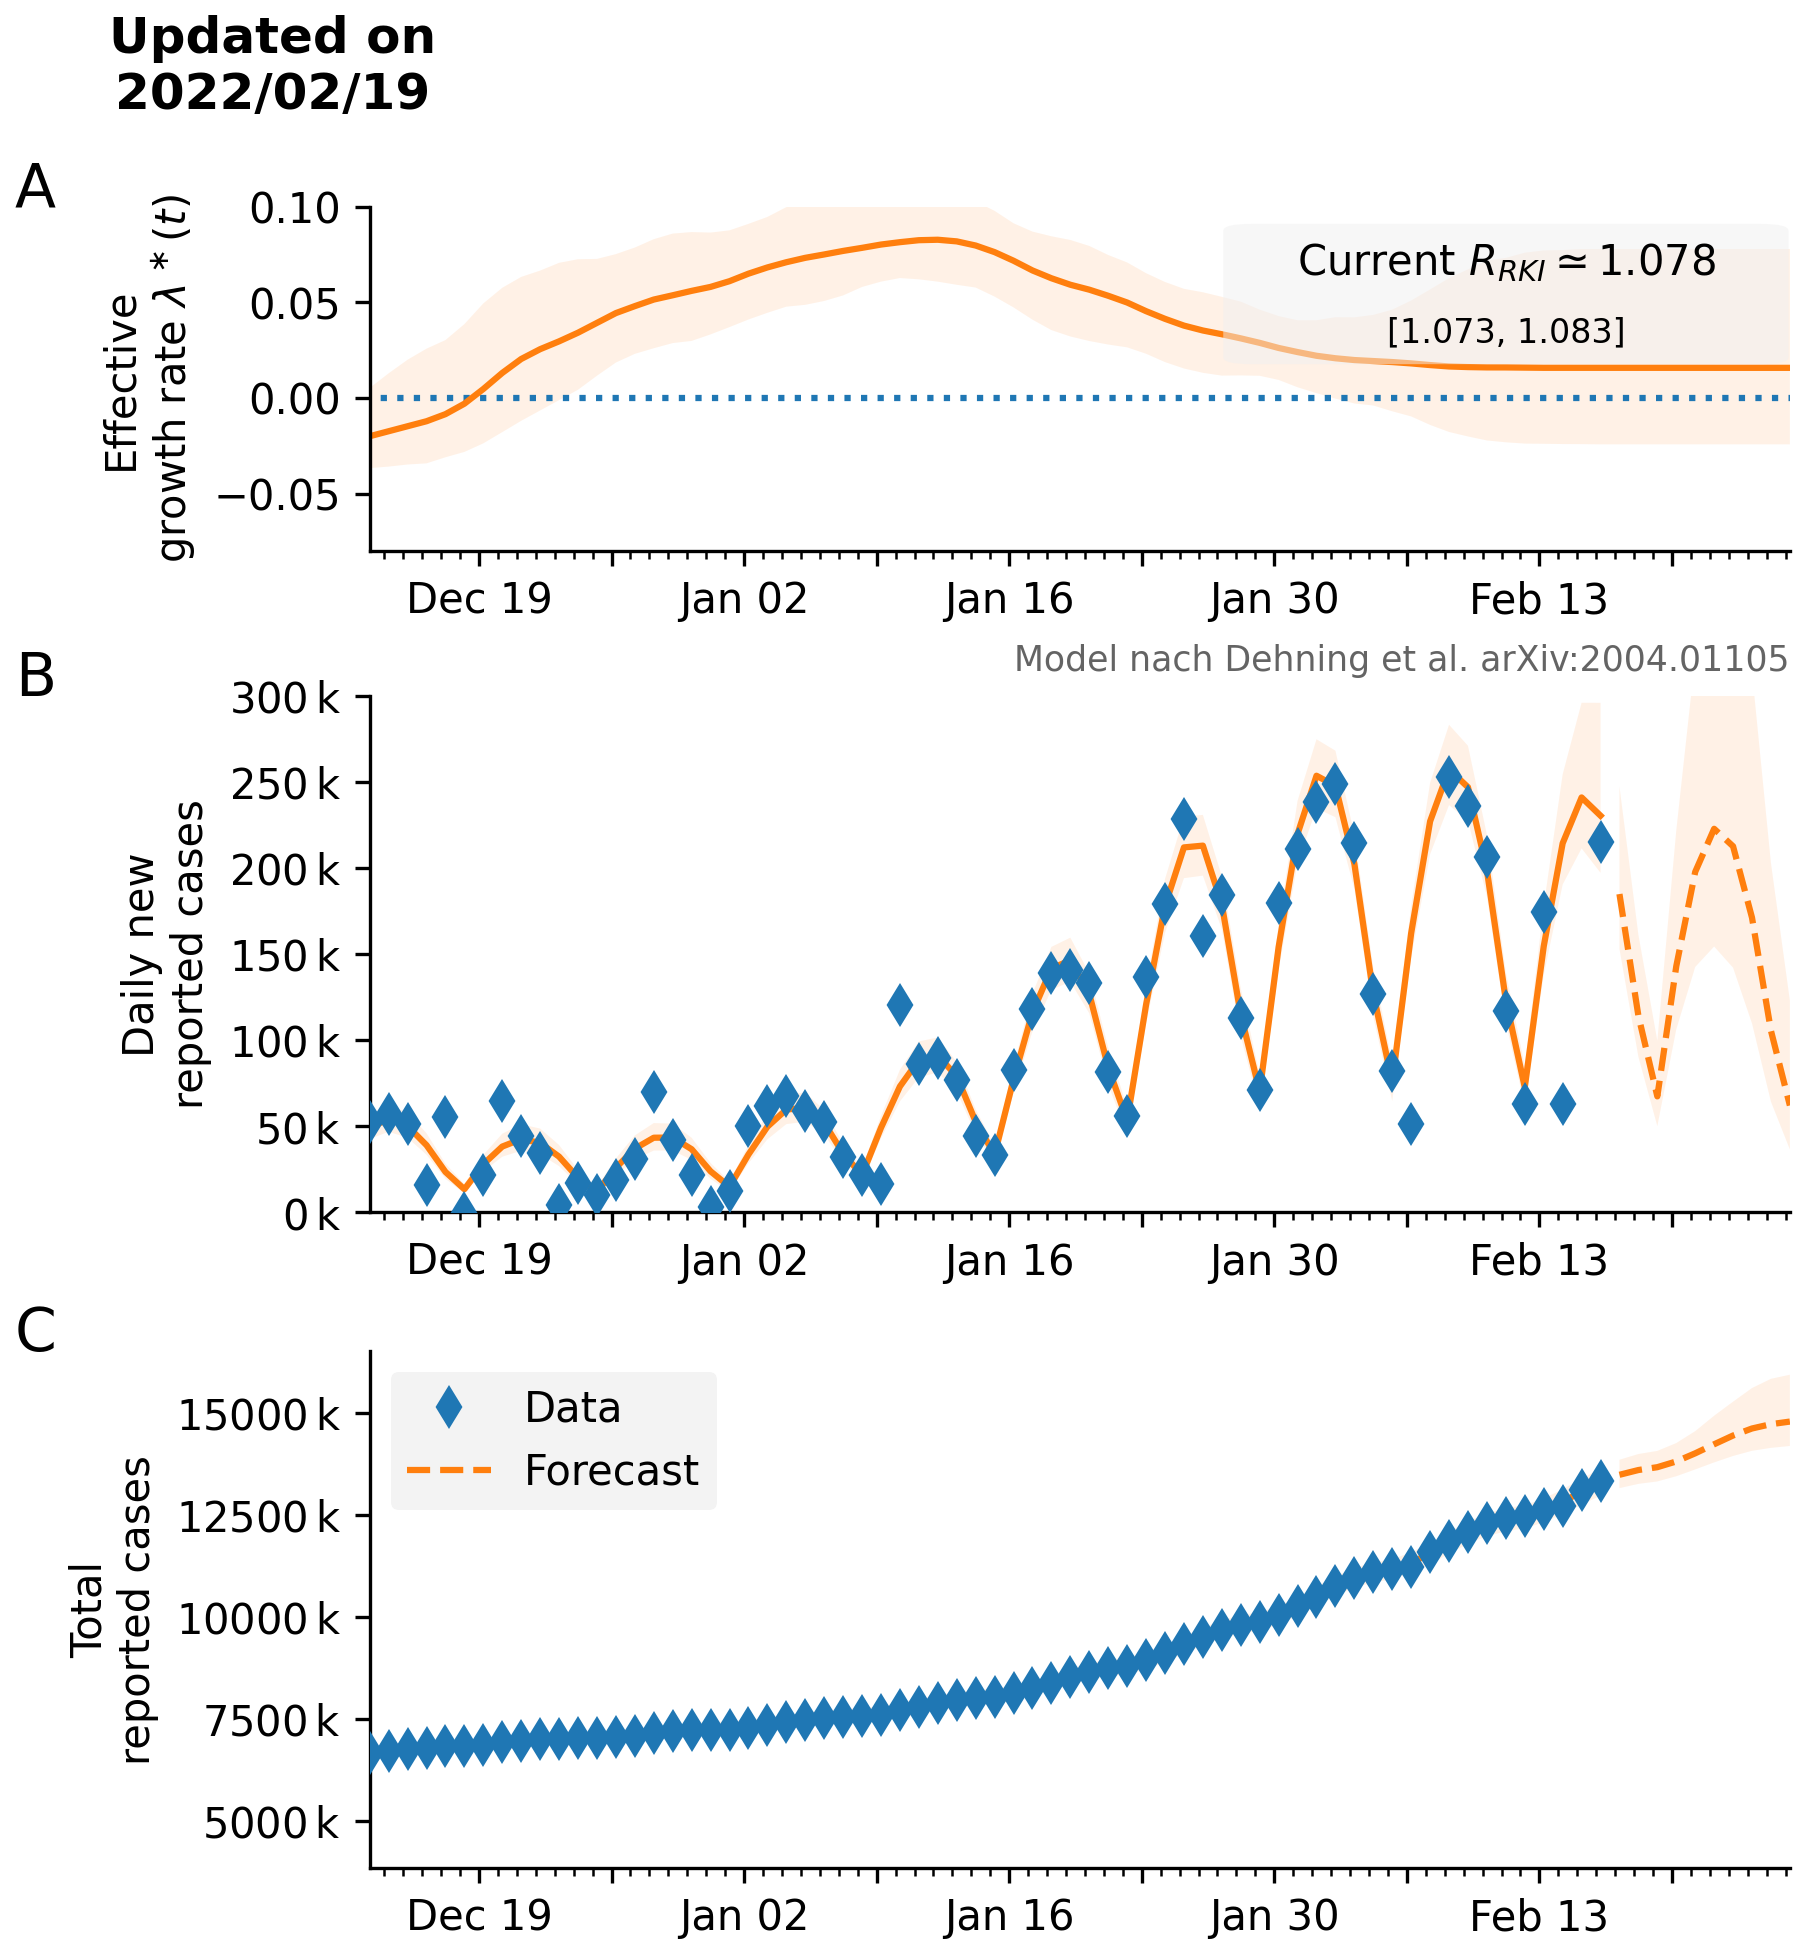 Updated on
2022/02/19
A
Effective
growth rate λ * (t)
0.10
0.05
0.00
−0.05
Current R_RKI ≃ 1.078
[1.073, 1.083]
Dec 19
Jan 02
Jan 16
Jan 30
Feb 13
Model nach Dehning et al. arXiv:2004.01105
B
Daily new
reported cases
300 k
250 k
200 k
150 k
100 k
50 k
0 k
Dec 19
Jan 02
Jan 16
Jan 30
Feb 13
C
Total
reported cases
15000 k
12500 k
10000 k
7500 k
5000 k
Data
Forecast
Dec 19
Jan 02
Jan 16
Jan 30
Feb 13